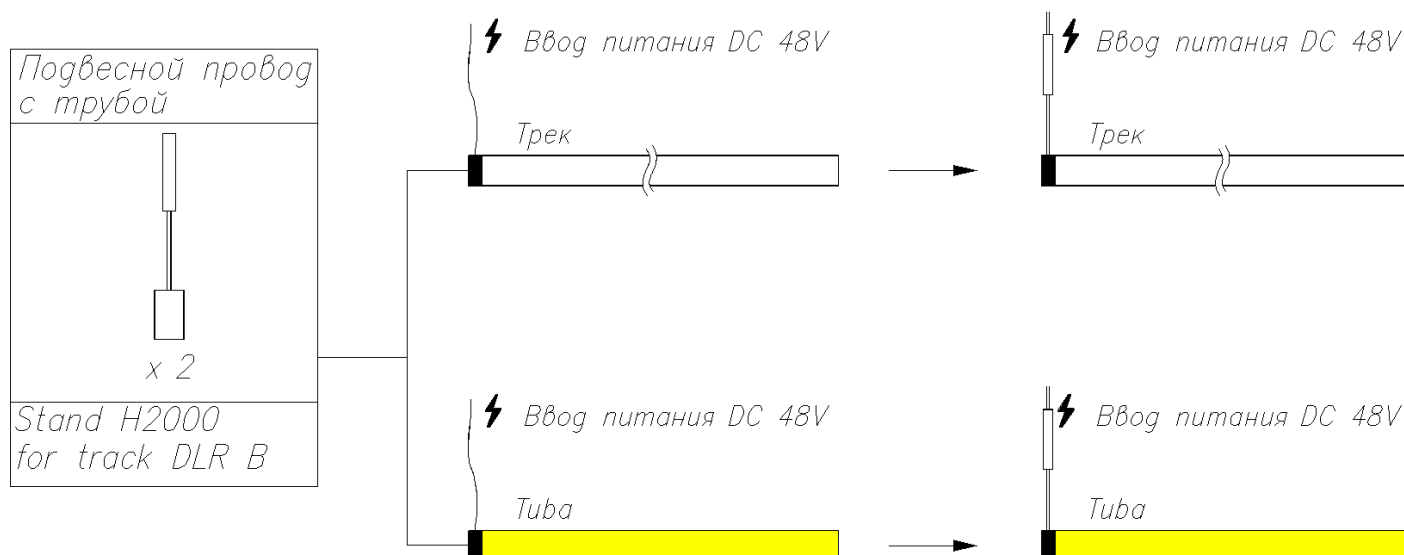 Подвесной провод
с трубой
x 2
Stand H2000
for track DLR B
Ввод питания DC 48V
Трек
Ввод питания DC 48V
Трек
Ввод питания DC 48V
Tuba
Ввод питания DC 48V
Tuba